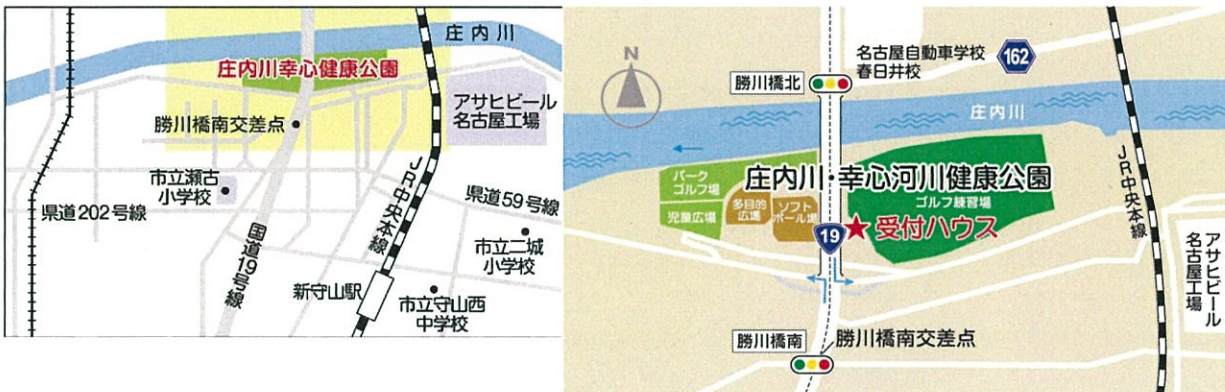 庄内川
庄内川幸心健康公園
アサヒビール
名古屋工場
勝川橋南交差点
市立瀬古
小学校
県道202号線
国道19号線
JR中央本線
県道59号線
市立二城
小学校
新守山駅
市立守山西
中学校
N
名古屋自動車学校
春日井校
162
勝川橋北
庄内川
パーク
ゴルフ場
庄内川・幸心河川健康公園
児童広場
多目的
広場
ソフト
ボール場
ゴルフ練習場
19
★受付ハウス
JR中央本線
アサヒビール
名古屋工場
勝川橋南
勝川橋南交差点